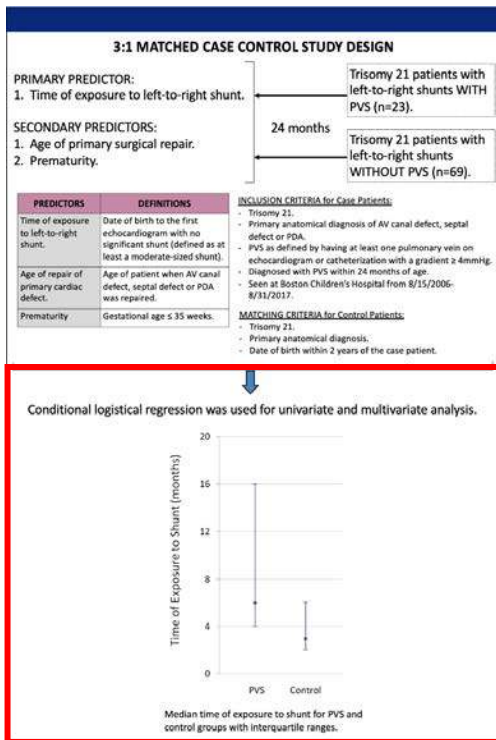 3:1 MATCHED CASE CONTROL STUDY DESIGN
PRIMARY PREDICTOR:
1. Time of exposure to left-to-right shunt.
SECONDARY PREDICTORS:
1. Age of primary surgical repair.
2. Prematurity.
24 months
Trisomy 21 patients with
left-to-right shunts WITH
PVS (n=23).
Trisomy 21 patients with
left-to-right shunts
WITHOUT PVS (n=69).
PREDICTORS DEFINITIONS
Time of exposure
to left-to-right
shunt.
Date of birth to the first
echocardiogram with no
significant shunt (defined as at
least a moderate-sized shunt).
Age of repair of
primary cardiac
defect.
Age of patient when AV canal
defect, septal defect or PDA
was repaired.
Prematurity
Gestational age ≤ 35 weeks.
INCLUSION CRITERIA for Case Patients:
- Trisomy 21.
- Primary anatomical diagnosis of AV canal defect, septal
defect or PDA.
- PVS as defined by having at least one pulmonary vein on
echocardiogram or catheterization with a gradient ≥ 4mmHg.
- Diagnosed with PVS within 24 months of age.
- Seen at Boston Children's Hospital from 8/15/2006-
8/31/2017.
MATCHING CRITERIA for Control Patients:
- Trisomy 21.
- Primary anatomical diagnosis.
- Date of birth within 2 years of the case patient.
Conditional logistical regression was used for univariate and multivariate analysis.
Time of Exposure to Shunt (months)
20
16
12
8
4
0
PVS Control
Median time of exposure to shunt for PVS and
control groups with interquartile ranges.